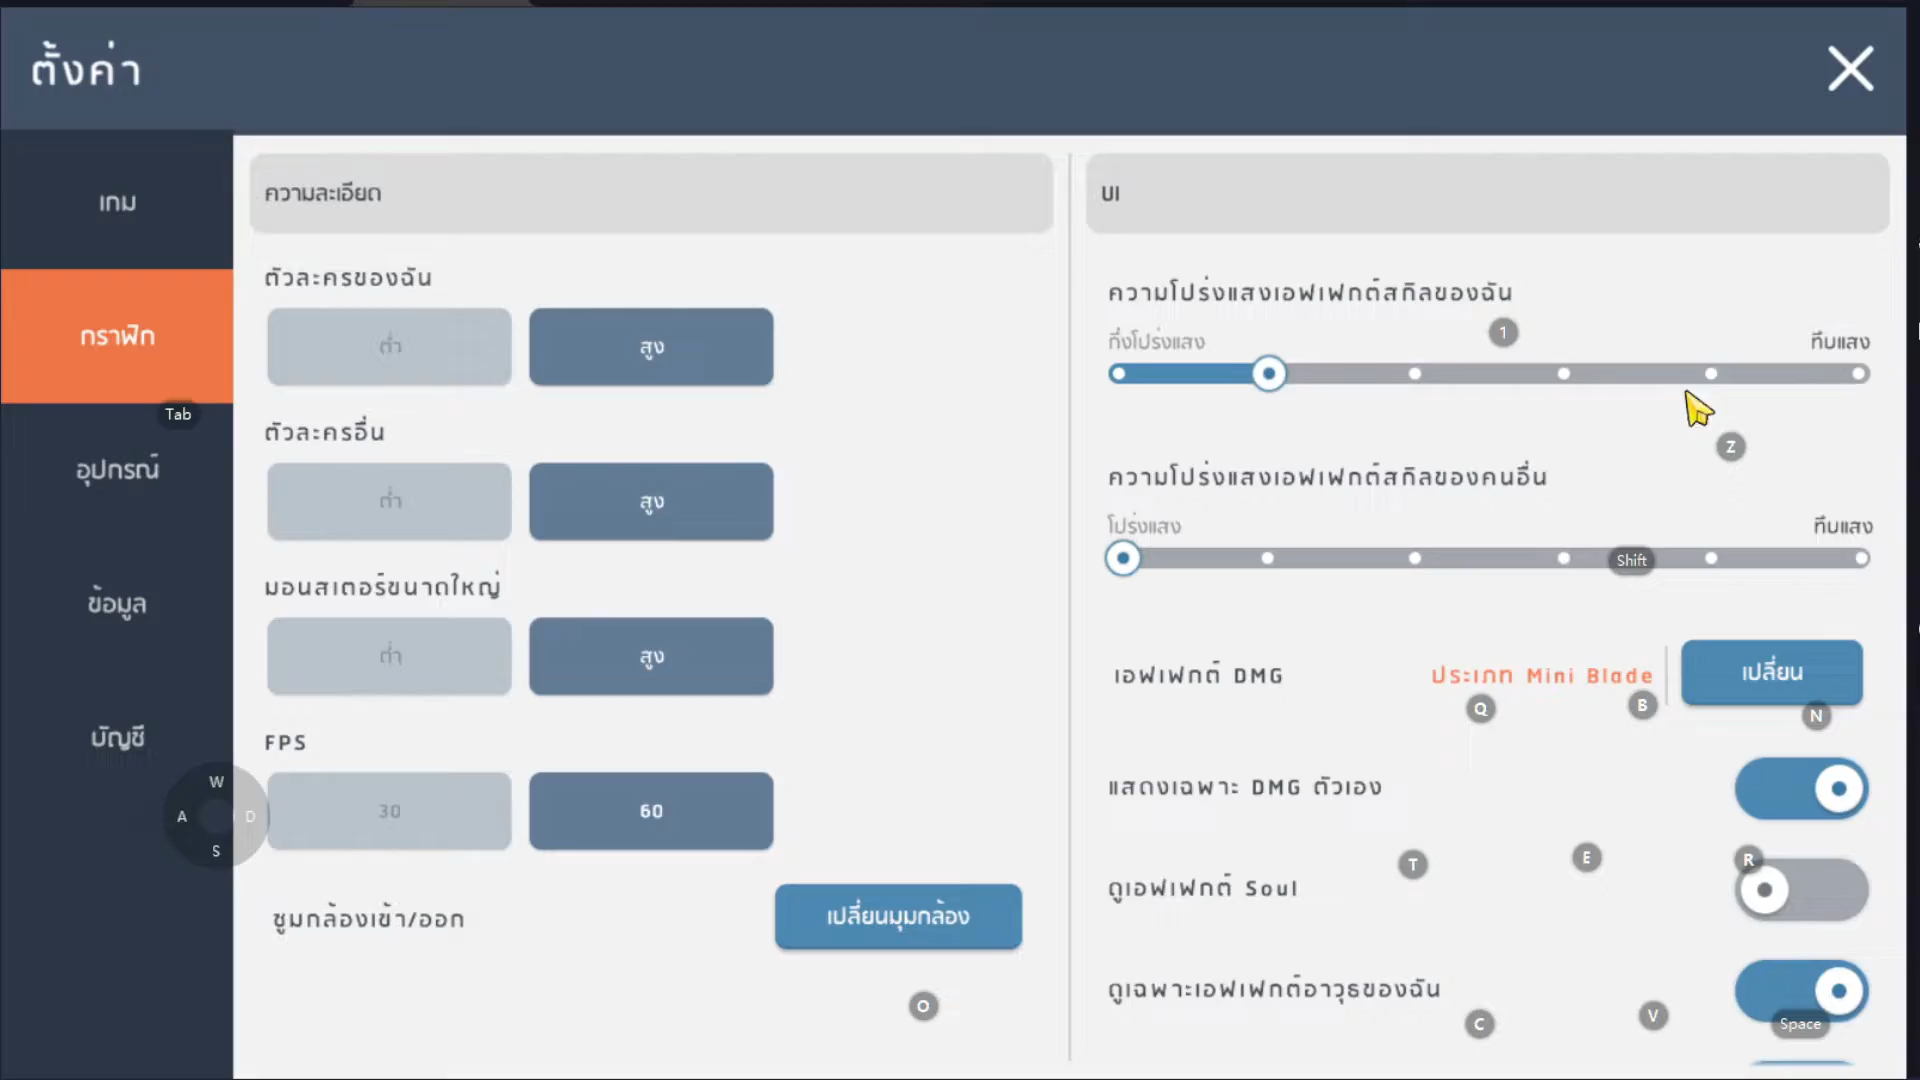 ตั้งค่า
เกม
กราฟิก
Tab
อุปกรณ์
ข้อมูล
บัญชี
W
A
D
S
ความละเอียด
ตัวละครของฉัน
ต่ำ
สูง
ตัวละครอื่น
ต่ำ
สูง
มอนสเตอร์ขนาดใหญ่
ต่ำ
สูง
FPS
30
60
ซูมกล้องเข้า/ออก
เปลี่ยนมุมกล้อง
O
UI
ความโปร่งแสงเอฟเฟกต์สกิลของฉัน
1
กึ่งโปร่งแสง
ทึบแสง
Z
ความโปร่งแสงเอฟเฟกต์สกิลของคนอื่น
โปร่งแสง
ทึบแสง
Shift
เอฟเฟกต์ DMG
ประเภท Mini Blade
เปลี่ยน
Q
B
N
แสดงเฉพาะ DMG ตัวเอง
T
E
R
ดูเอฟเฟกต์ Soul
ดูเฉพาะเอฟเฟกต์อาวุธของฉัน
C
V
Space